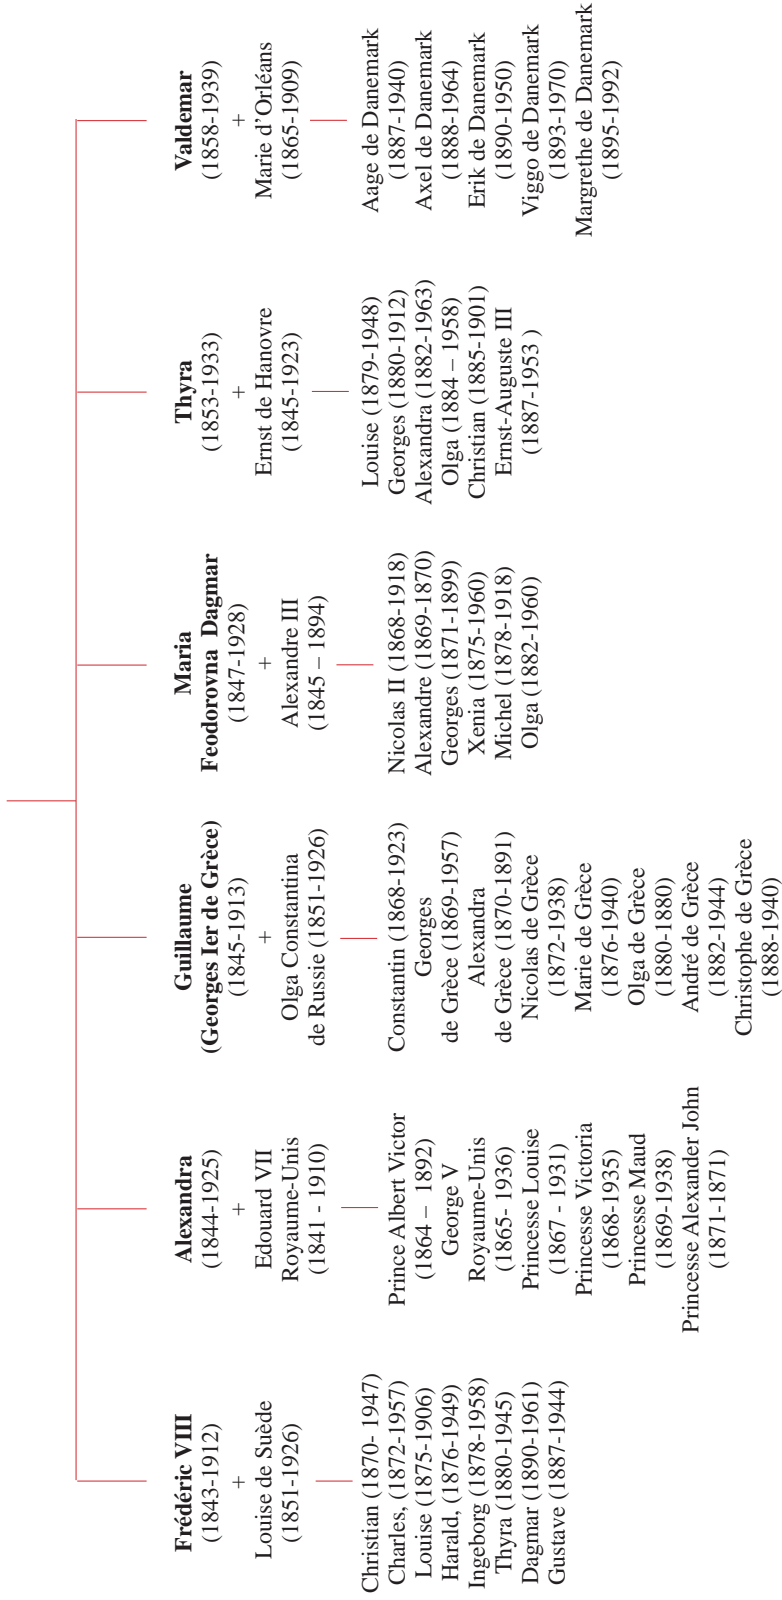 Frédéric VIII
(1843-1912)
+
Louise de Suède
(1851-1926)
Christian (1870- 1947)
Charles, (1872-1957)
Louise (1875-1906)
Harald, (1876-1949)
Ingeborg (1878-1958)
Thyra (1880-1945)
Dagmar (1890-1961)
Gustave (1887-1944)
Alexandra
(1844-1925)
+
Edouard VII
Royaume-Unis
(1841 - 1910)
Prince Albert Victor
(1864 – 1892)
George V
Royaume-Unis
(1865- 1936)
Princesse Louise
(1867 - 1931)
Princesse Victoria
(1868-1935)
Princesse Maud
(1869-1938)
Princesse Alexander John
(1871-1871)
Guillaume
(Georges Ier de Grèce)
(1845-1913)
+
Olga Constantina
de Russie (1851-1926)
Constantin (1868-1923)
Georges
de Grèce (1869-1957)
Alexandra
de Grèce (1870-1891)
Nicolas de Grèce
(1872-1938)
Marie de Grèce
(1876-1940)
Olga de Grèce
(1880-1880)
André de Grèce
(1882-1944)
Christophe de Grèce
(1888-1940)
Maria
Feodorovna Dagmar
(1847-1928)
+
Alexandre III
(1845 – 1894)
Nicolas II (1868-1918)
Alexandre (1869-1870)
Georges (1871-1899)
Xenia (1875-1960)
Michel (1878-1918)
Olga (1882-1960)
Thyra
(1853-1933)
+
Ernst de Hanovre
(1845-1923)
Louise (1879-1948)
Georges (1880-1912)
Alexandra (1882-1963)
Olga (1884 – 1958)
Christian (1885-1901)
Ernst-Auguste III
(1887-1953 )
Valdemar
(1858-1939)
+
Marie d’Orléans
(1865-1909)
Aage de Danemark
(1887-1940)
Axel de Danemark
(1888-1964)
Erik de Danemark
(1890-1950)
Viggo de Danemark
(1893-1970)
Margrethe de Danemark
(1895-1992)